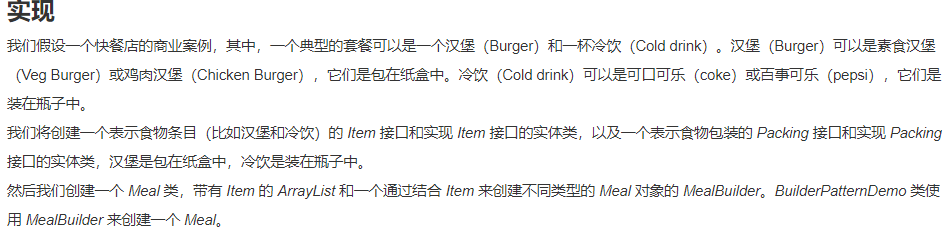 实现
我们假设一个快餐店的商业案例，其中，一个典型的套餐可以是一个汉堡（Burger）和一杯冷饮（Cold drink）。汉堡（Burger）可以是素食汉堡
（Veg Burger）或鸡肉汉堡（Chicken Burger），它们是包在纸盒中。冷饮（Cold drink）可以是可口可乐（coke）或百事可乐（pepsi），它们是
装在瓶子中。
我们将创建一个表示食物条目（比如汉堡和冷饮）的 Item 接口和实现 Item 接口的实体类，以及一个表示食物包装的 Packing 接口和实现 Packing
接口的实体类，汉堡是包在纸盒中，冷饮是装在瓶子中。
然后我们创建一个 Meal 类，带有 Item 的 ArrayList 和一个通过结合 Item 来创建不同类型的 Meal 对象的 MealBuilder。BuilderPatternDemo 类使
用 MealBuilder 来创建一个 Meal。